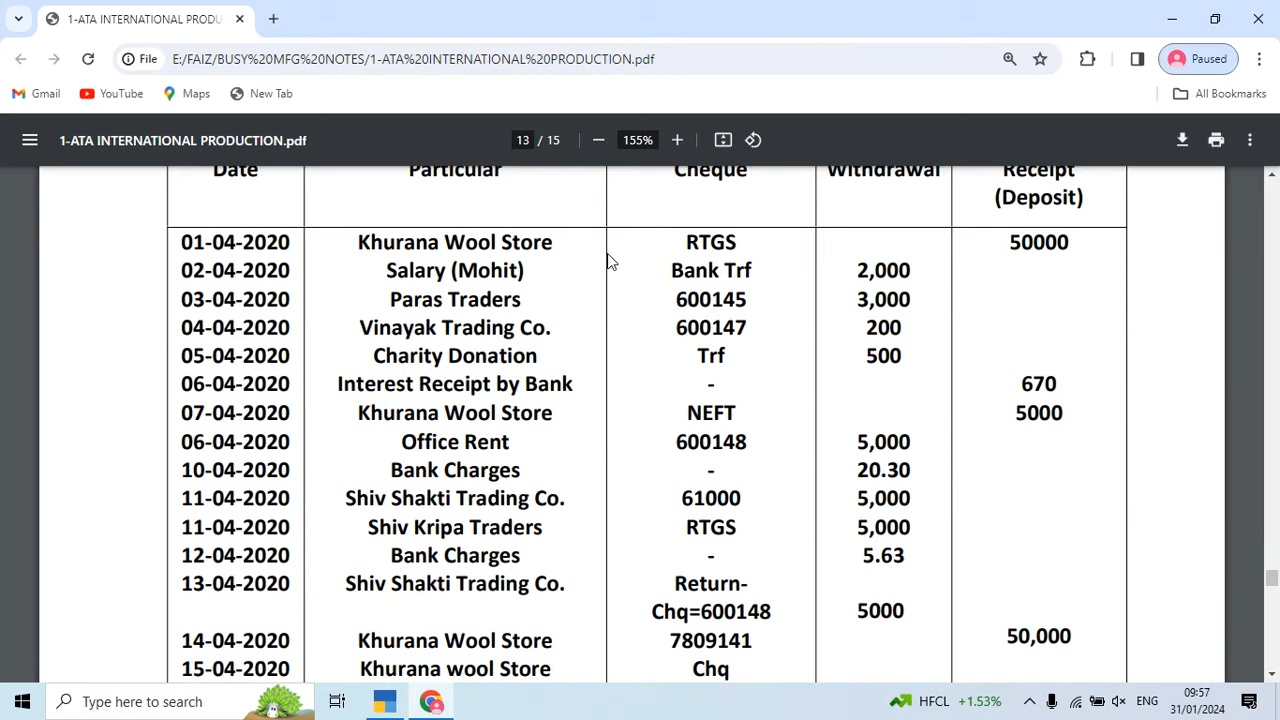 1-ATA INTERNATIONAL PRODU
File
E:/FAIZ/BUSY%20MFG%20NOTES/1-ATA%20INTERNATIONAL%20PRODUCTION.pdf
Paused
Gmail
YouTube
Maps
New Tab
All Bookmarks
1-ATA INTERNATIONAL PRODUCTION.pdf
13 / 15
155%
Date Particular Cheque Withdrawal Receipt
(Deposit)
01-04-2020 Khurana Wool Store RTGS 50000
02-04-2020 Salary (Mohit) Bank Trf 2,000
03-04-2020 Paras Traders 600145 3,000
04-04-2020 Vinayak Trading Co. 600147 200
05-04-2020 Charity Donation Trf 500
06-04-2020 Interest Receipt by Bank - 670
07-04-2020 Khurana Wool Store NEFT 5000
06-04-2020 Office Rent 600148 5,000
10-04-2020 Bank Charges - 20.30
11-04-2020 Shiv Shakti Trading Co. 61000 5,000
11-04-2020 Shiv Kripa Traders RTGS 5,000
12-04-2020 Bank Charges - 5.63
13-04-2020 Shiv Shakti Trading Co. Return-
Chq=600148 5000
14-04-2020 Khurana Wool Store 7809141 50,000
15-04-2020 Khurana wool Store Chq
Type here to search
HFCL +1.53%
ENG
09:57
31/01/2024